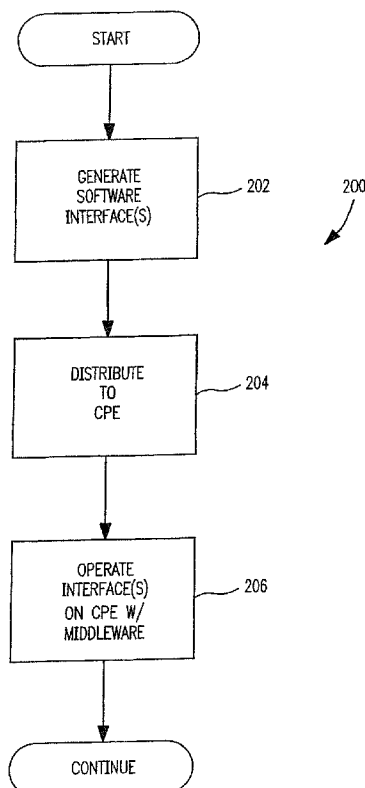 START
GENERATE
SOFTWARE
INTERFACE(S)
202
200
DISTRIBUTE
TO
CPE
204
OPERATE
INTERFACE(S)
ON CPE W/
MIDDLEWARE
206
CONTINUE